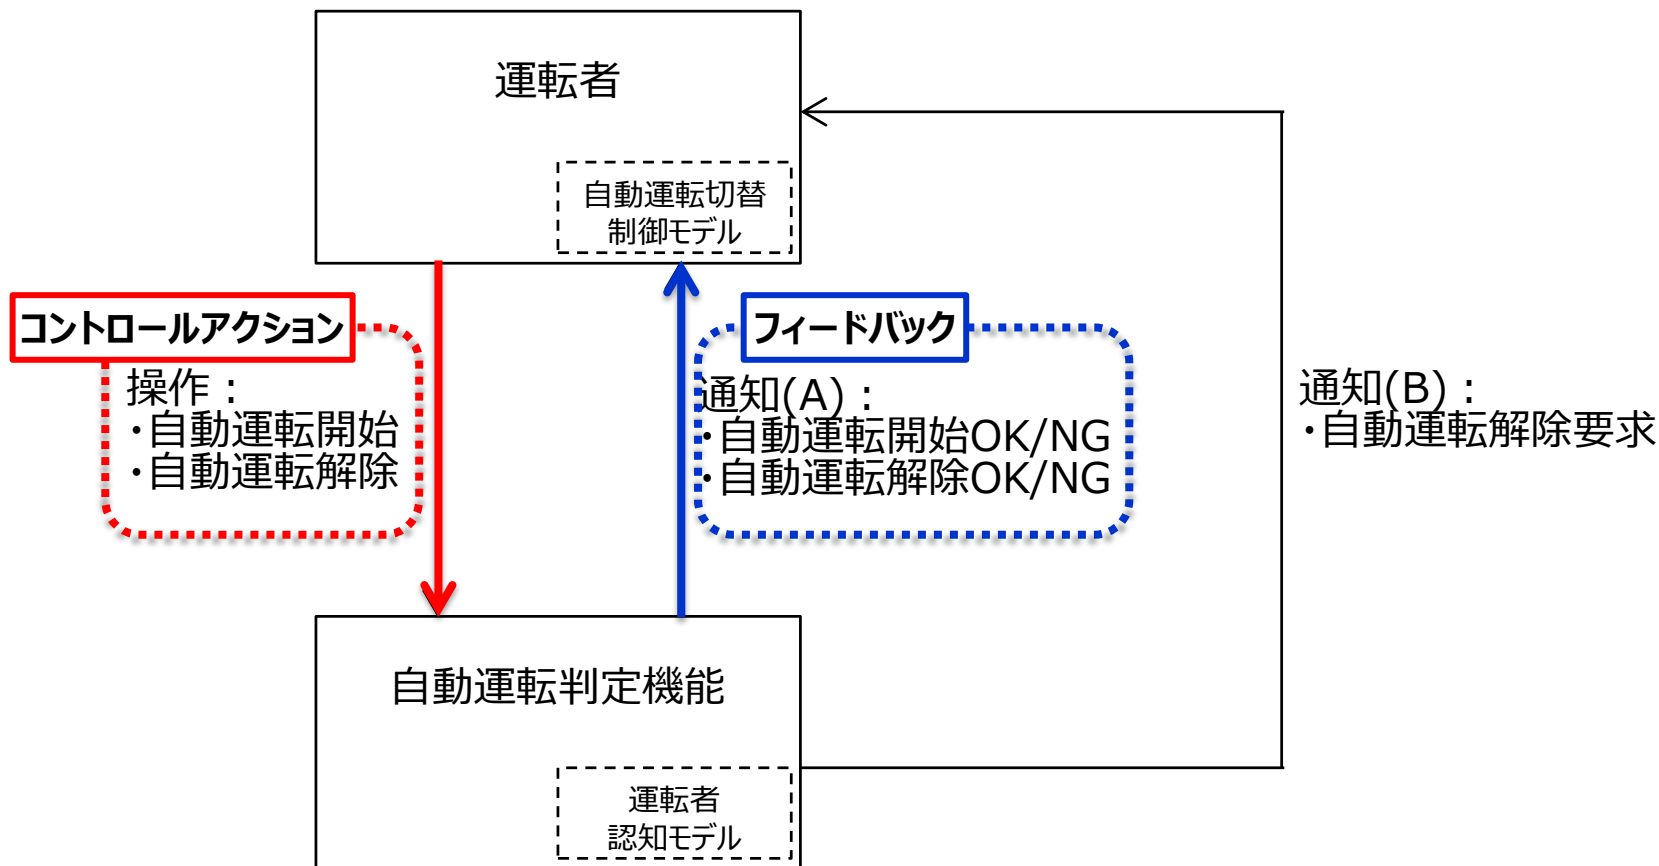 運転者
自動運転切替
制御モデル
コントロールアクション
操作：
・自動運転開始
・自動運転解除
フィードバック
通知(A)：
・自動運転開始OK/NG
・自動運転解除OK/NG
通知(B)：
・自動運転解除要求
自動運転判定機能
運転者
認知モデル